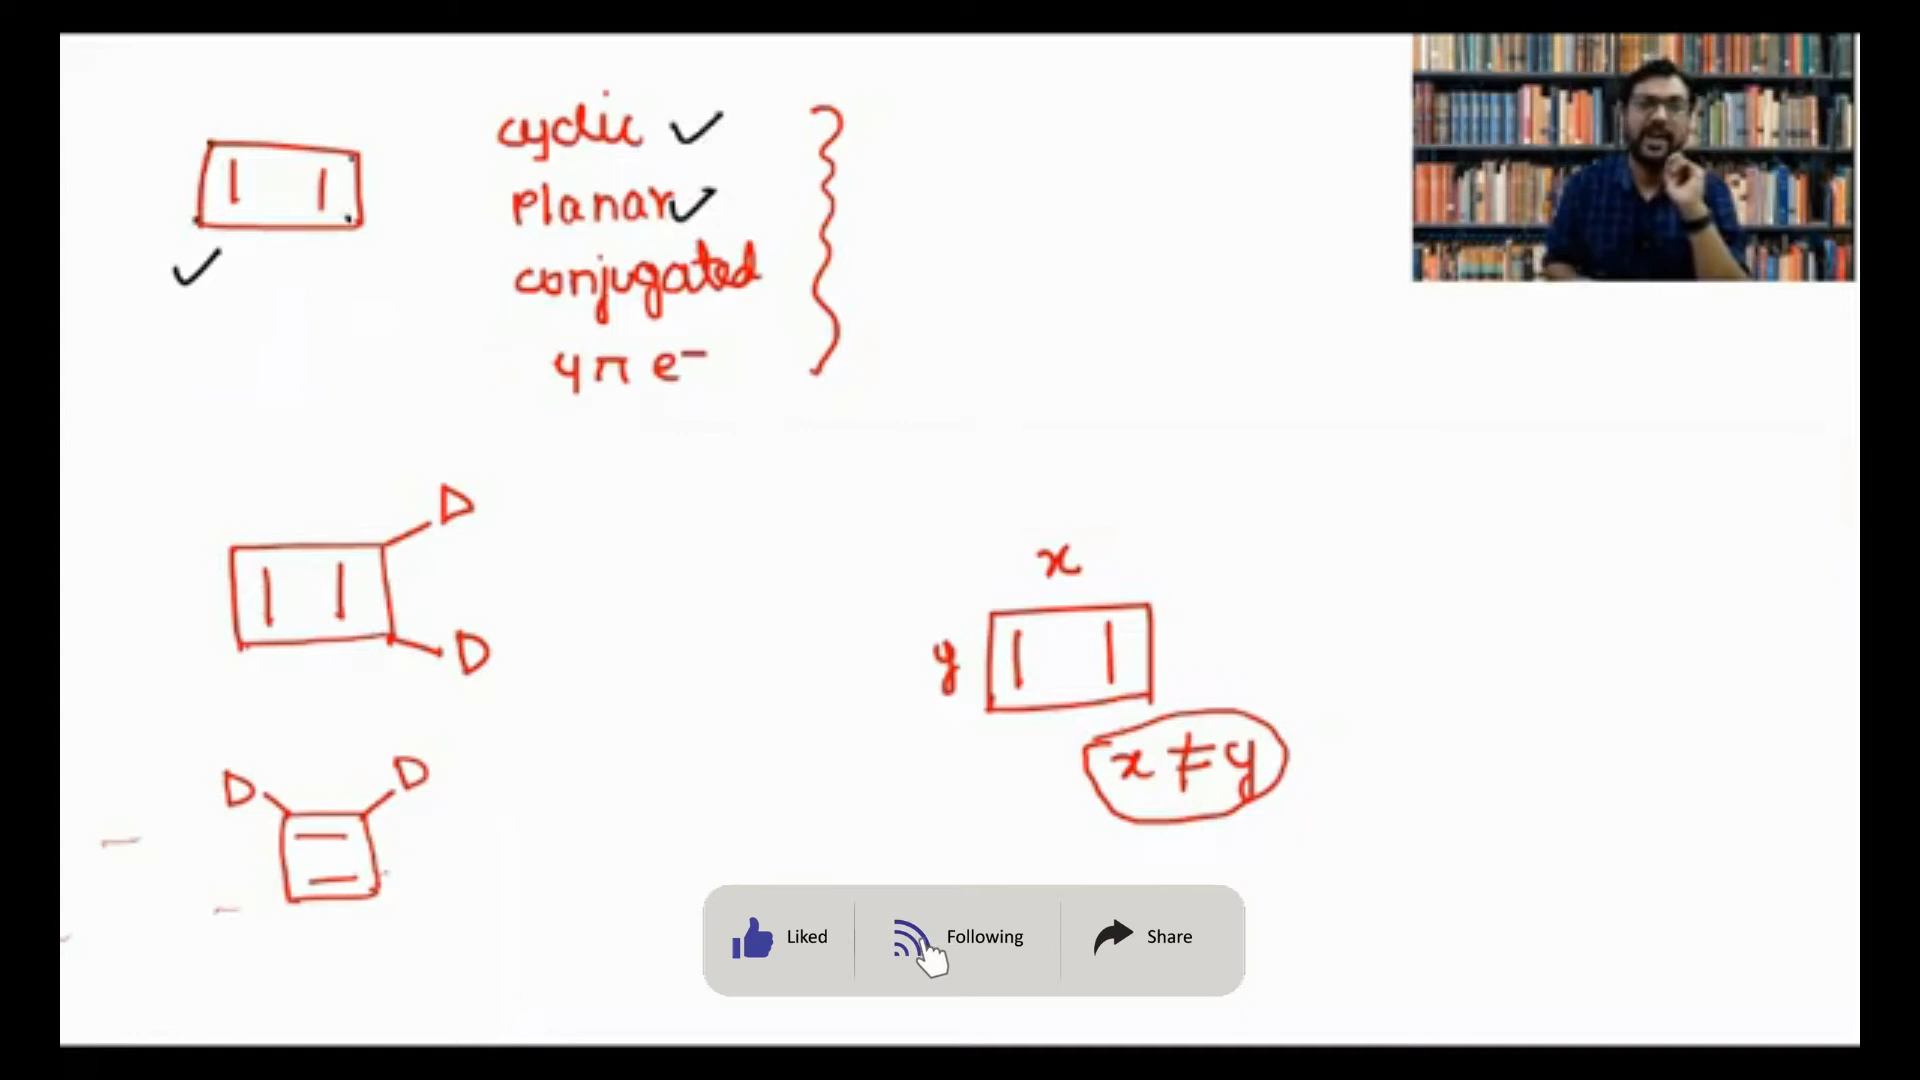 cyclic ✓
planar ✓
conjugated
4π e⁻
D
D
x
y
x ≠ y
D D
Liked Following Share